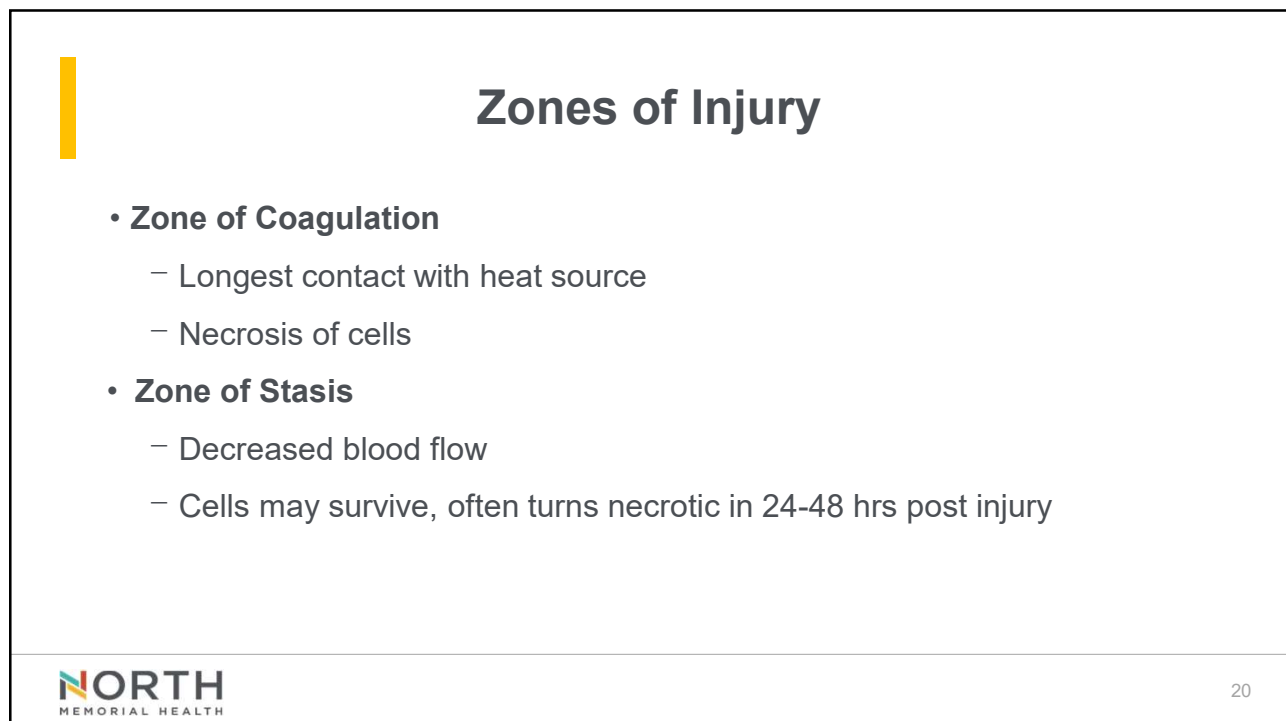 Zones of Injury
• Zone of Coagulation
– Longest contact with heat source
– Necrosis of cells
• Zone of Stasis
– Decreased blood flow
– Cells may survive, often turns necrotic in 24-48 hrs post injury
NORTH
MEMORIAL HEALTH
20